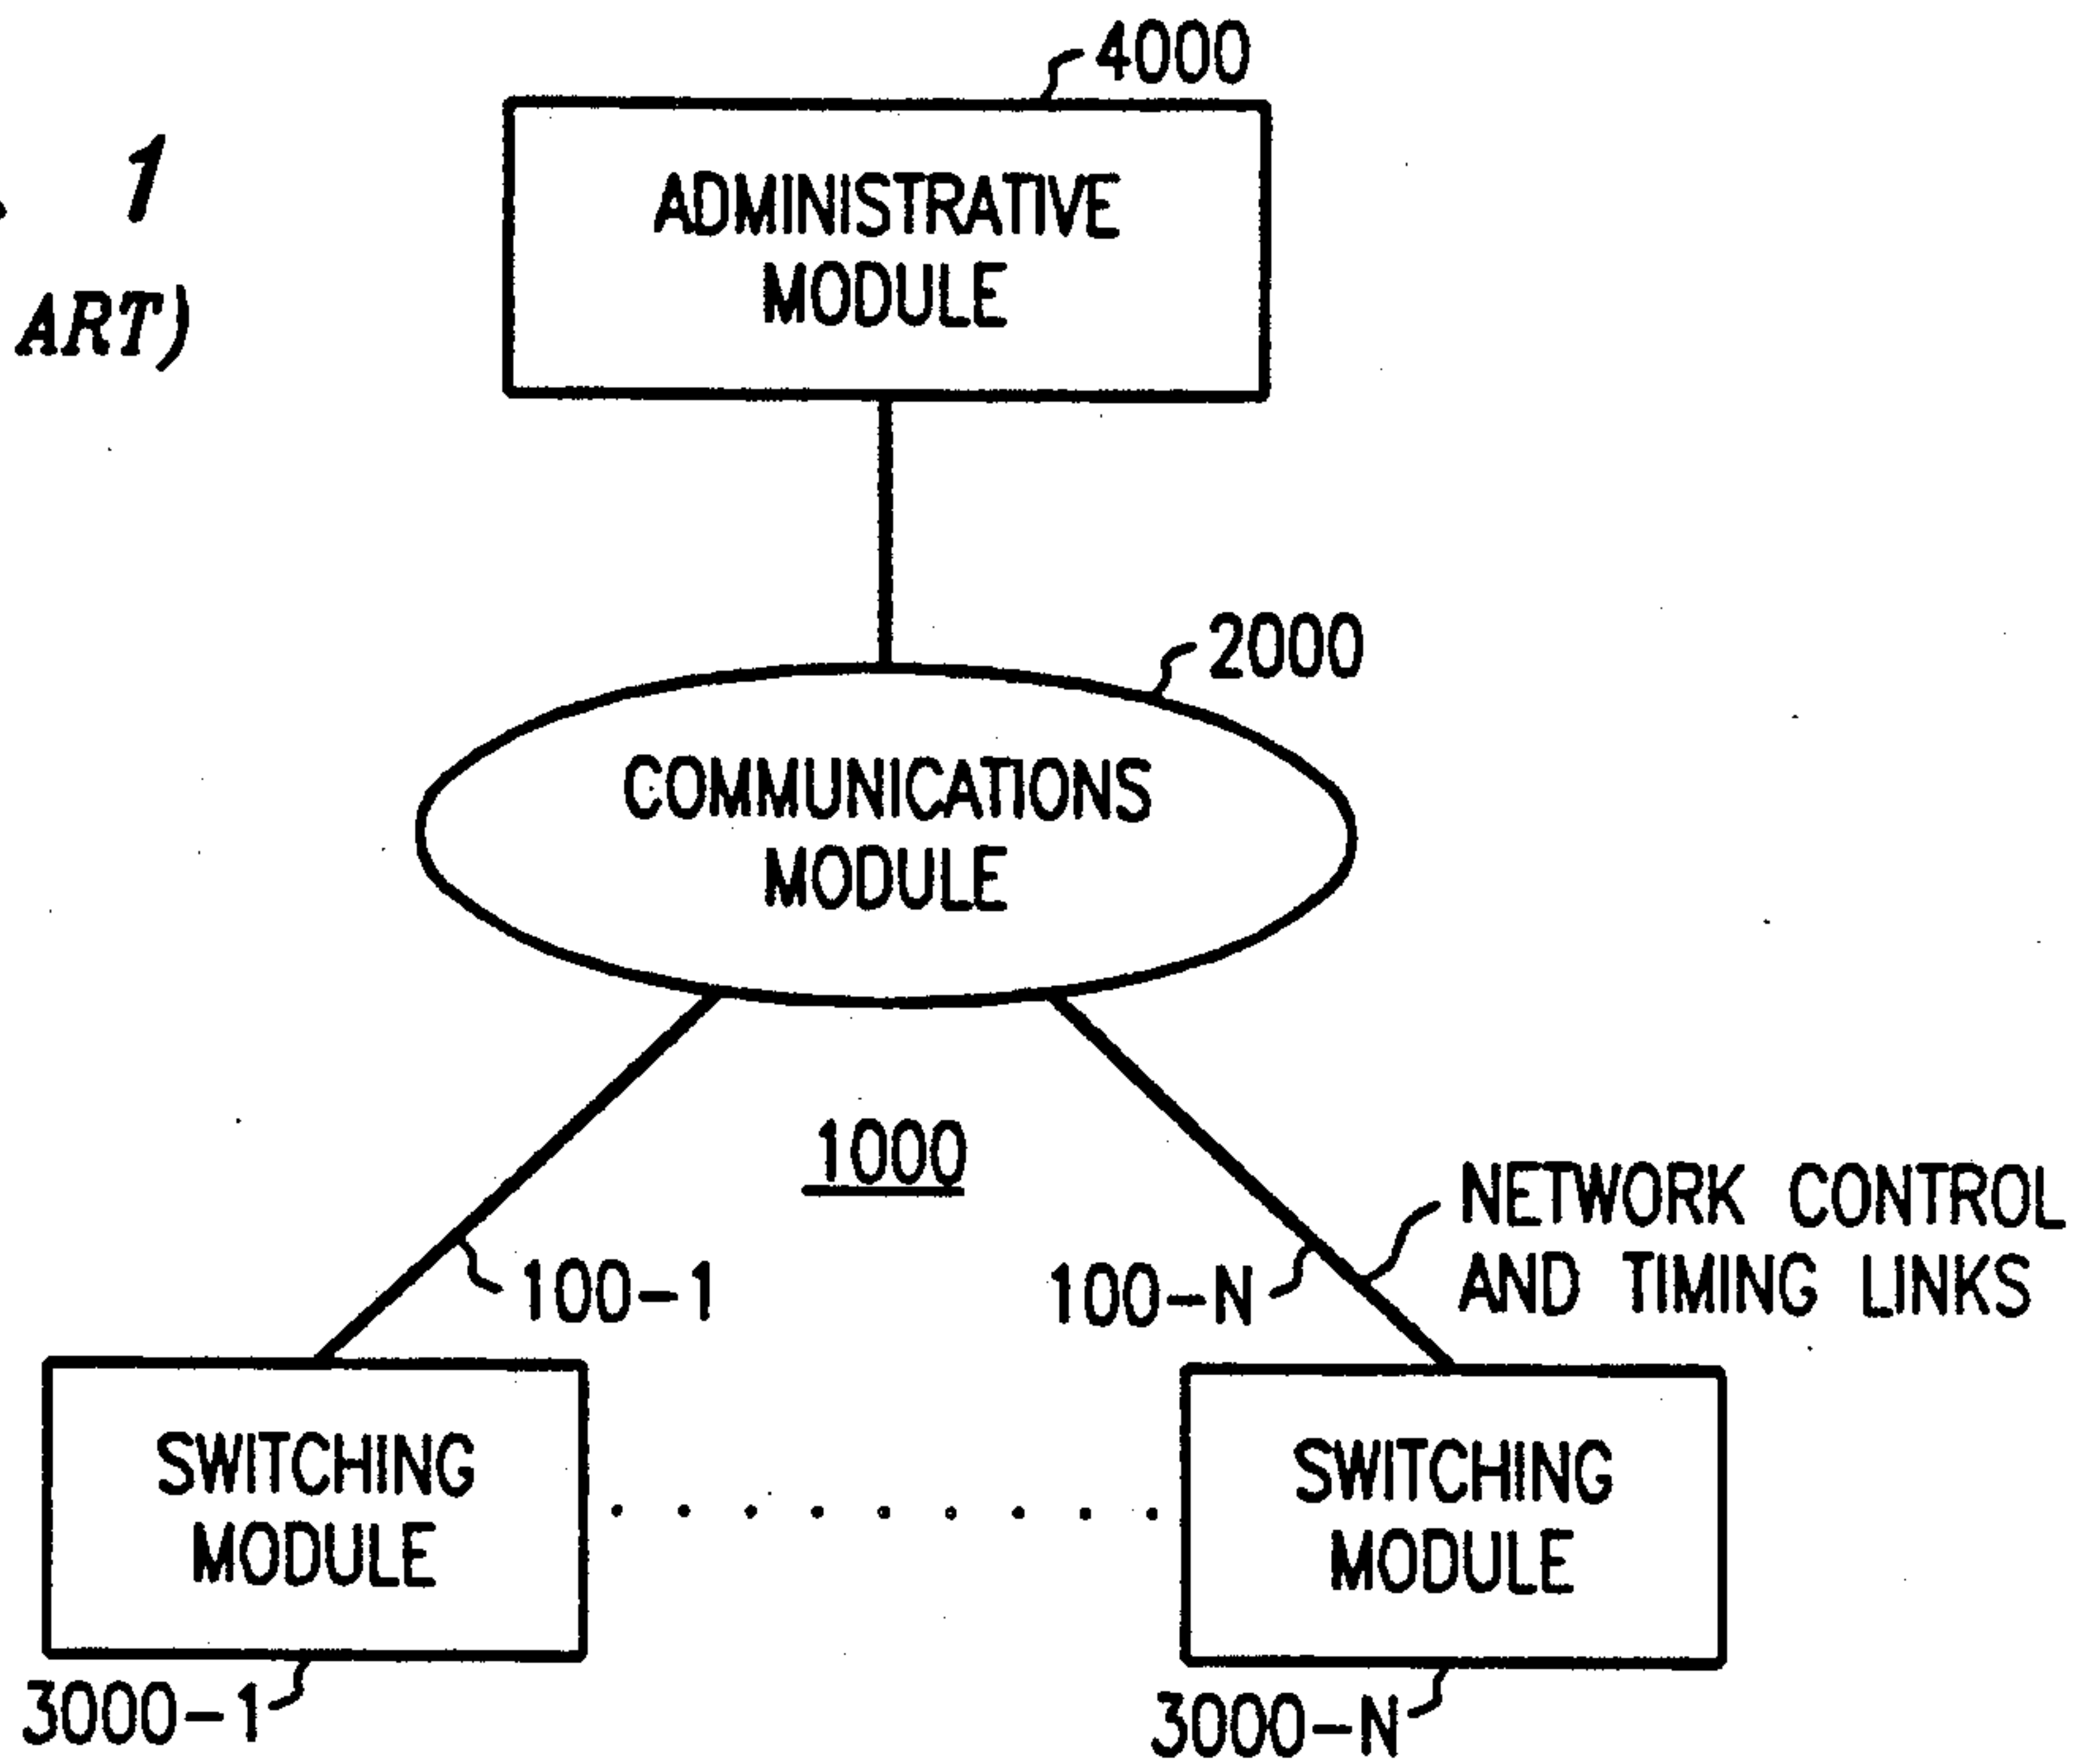 1
ART)
4000
ADMINISTRATIVE
MODULE
2000
COMMUNICATIONS
MODULE
1000
100-1
100-N
NETWORK CONTROL
AND TIMING LINKS
SWITCHING
MODULE
SWITCHING
MODULE
3000-1
3000-N